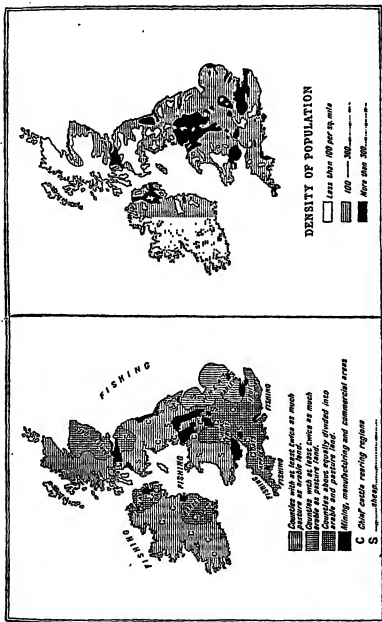 FISHING
FISHING
FISHING
FISHING
FISHING
Counties with at least twice as much
pasture as arable land.
Counties with at least twice as much
arable as pasture land.
Counties about equally divided into
arable and pasture land.
Mining, manufacturing and commercial areas
C Chief cattle rearing regions
S sheep
DENSITY OF POPULATION
Less than 100 per sq. mile
100 — 300
More than 300